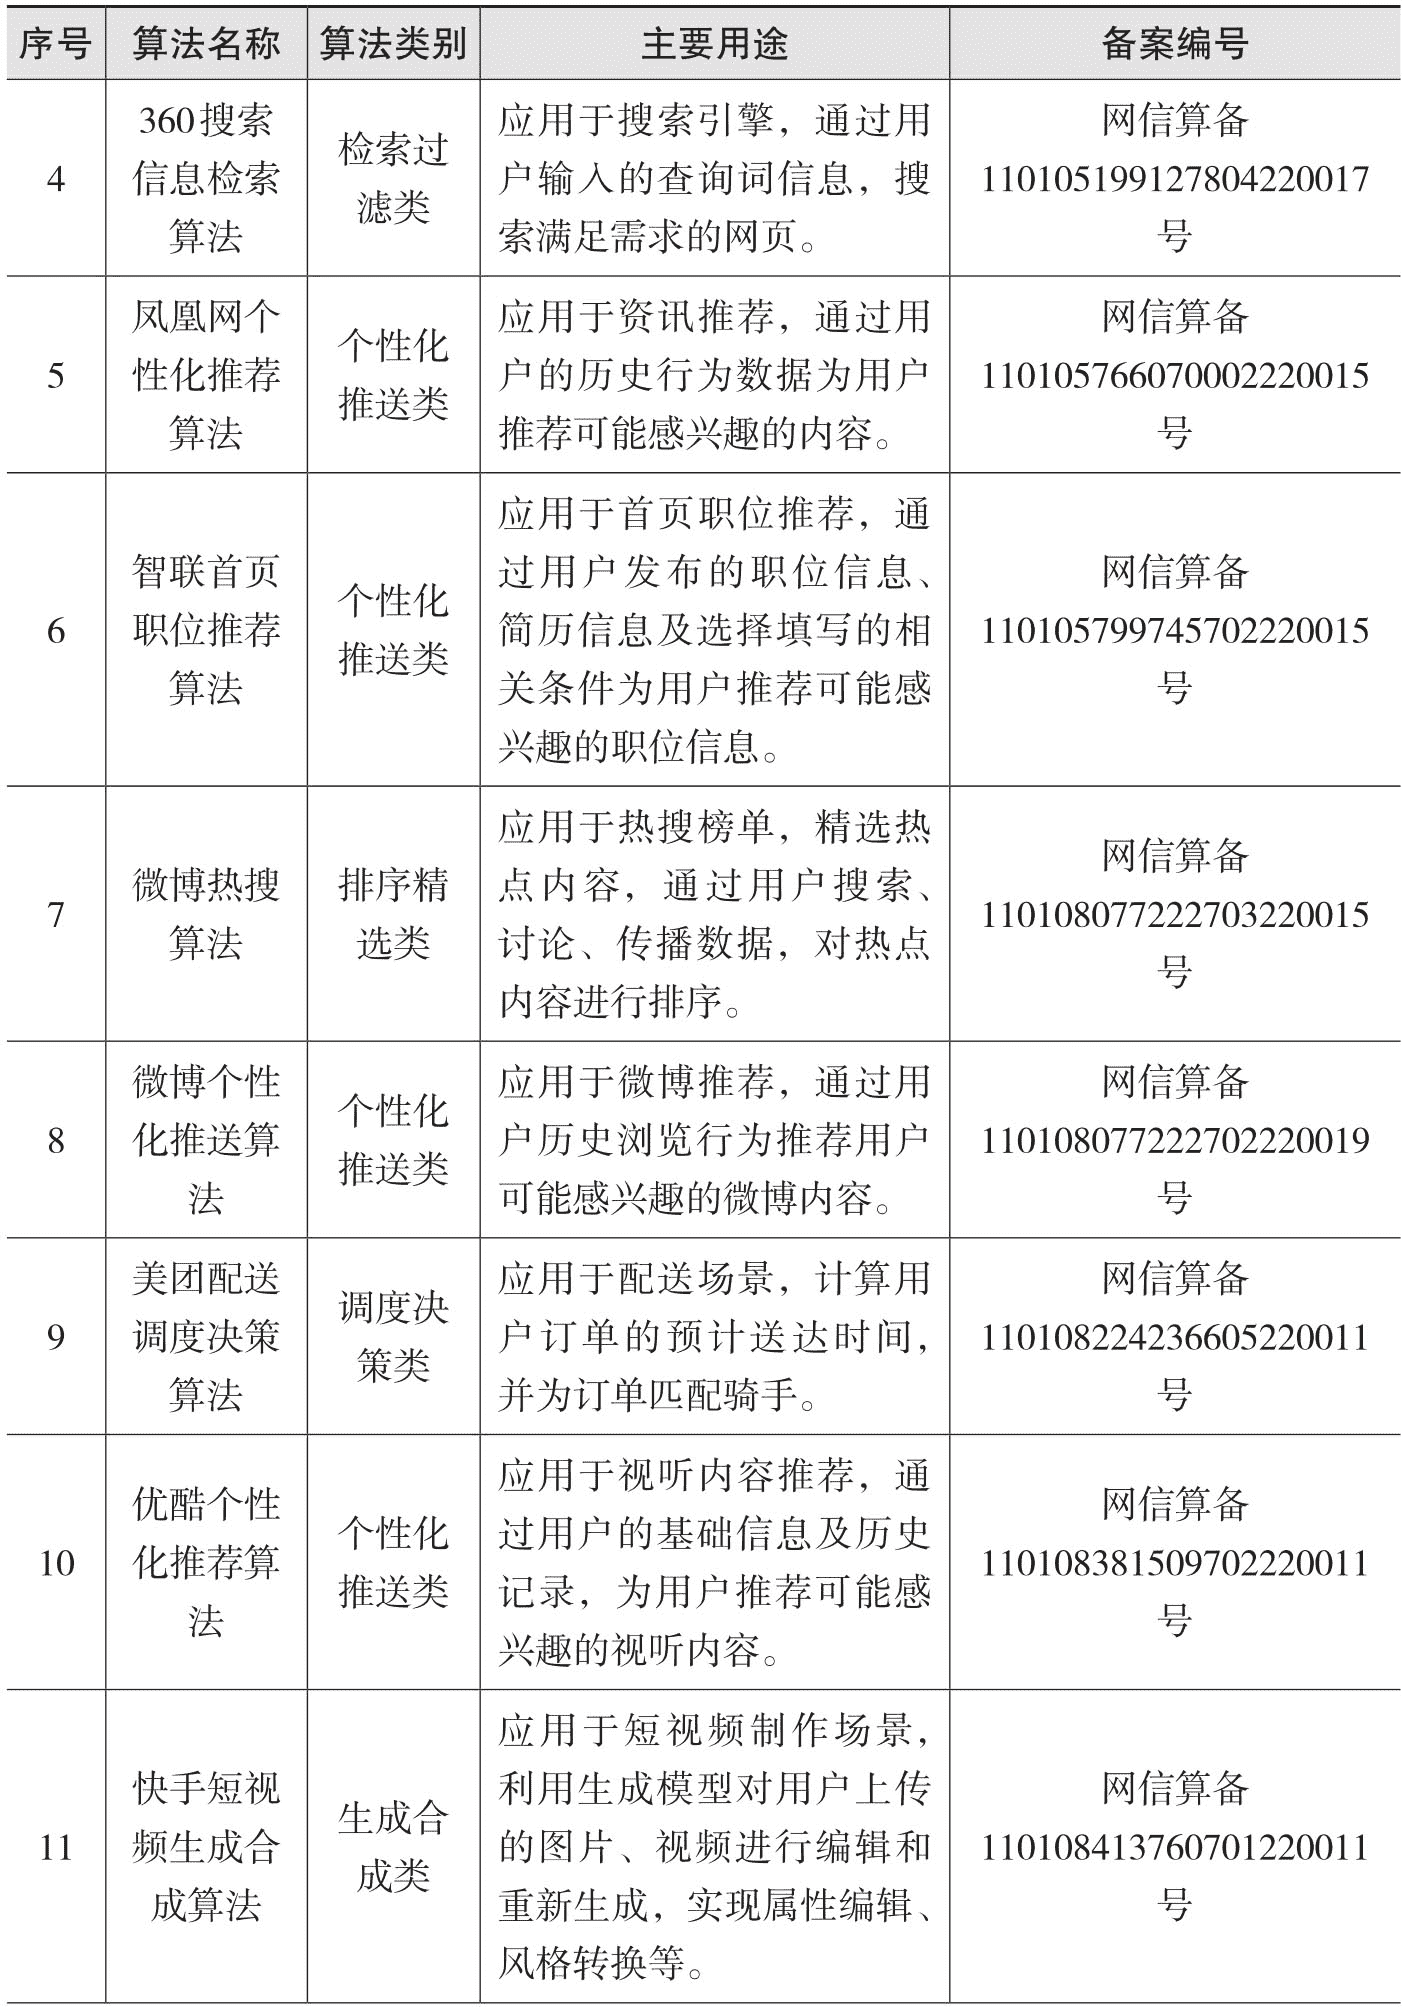 序号 算法名称 算法类别 主要用途 备案编号
4
360搜索
信息检索
算法
检索过
滤类
应用于搜索引擎，通过用
户输入的查询词信息，搜
索满足需求的网页。
网信算备
110105199127804220017
号
5
凤凰网个
性化推荐
算法
个性化
推送类
应用于资讯推荐，通过用
户的历史行为数据为用户
推荐可能感兴趣的内容。
网信算备
110105766070002220015
号
6
智联首页
职位推荐
算法
个性化
推送类
应用于首页职位推荐，通
过用户发布的职位信息、
简历信息及选择填写的相
关条件为用户推荐可能感
兴趣的职位信息。
网信算备
110105799745702220015
号
7
微博热搜
算法
排序精
选类
应用于热搜榜单，精选热
点内容，通过用户搜索、
讨论、传播数据，对热点
内容进行排序。
网信算备
110108077222703220015
号
8
微博个性
化推送算
法
个性化
推送类
应用于微博推荐，通过用
户历史浏览行为推荐用户
可能感兴趣的微博内容。
网信算备
110108077222702220019
号
9
美团配送
调度决策
算法
调度决
策类
应用于配送场景，计算用
户订单的预计送达时间，
并为订单匹配骑手。
网信算备
110108224236605220011
号
10
优酷个性
化推荐算
法
个性化
推送类
应用于视听内容推荐，通
过用户的基础信息及历史
记录，为用户推荐可能感
兴趣的视听内容。
网信算备
110108381509702220011
号
11
快手短视
频生成合
成算法
生成合
成类
应用于短视频制作场景，
利用生成模型对用户上传
的图片、视频进行编辑和
重新生成，实现属性编辑、
风格转换等。
网信算备
110108413760701220011
号